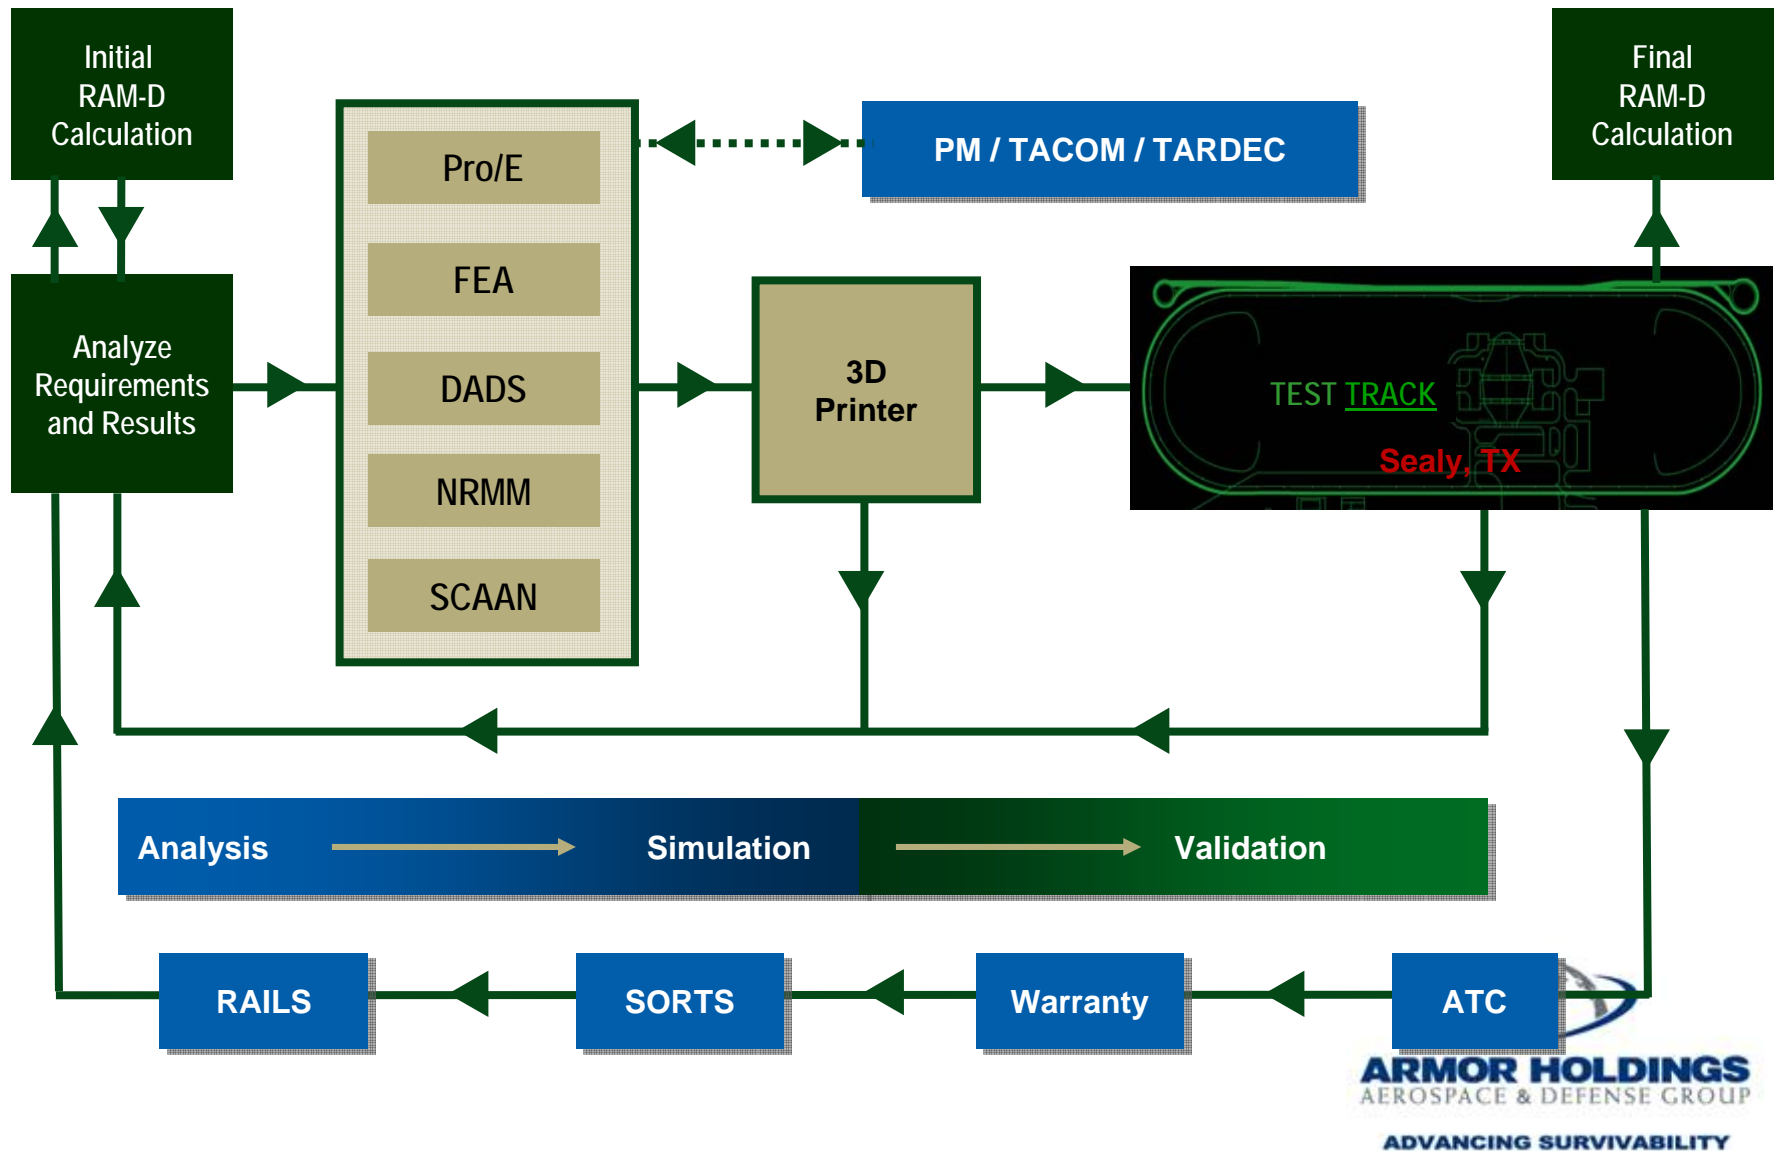 Initial
RAM-D
Calculation
Final
RAM-D
Calculation
PM / TACOM / TARDEC
Pro/E
FEA
DADS
NRMM
SCAAN
Analyze
Requirements
and Results
3D
Printer
TEST TRACK
Sealy, TX
Analysis
Simulation
Validation
RAILS
SORTS
Warranty
ATC
ARMOR HOLDINGS
AEROSPACE & DEFENSE GROUP
ADVANCING SURVIVABILITY